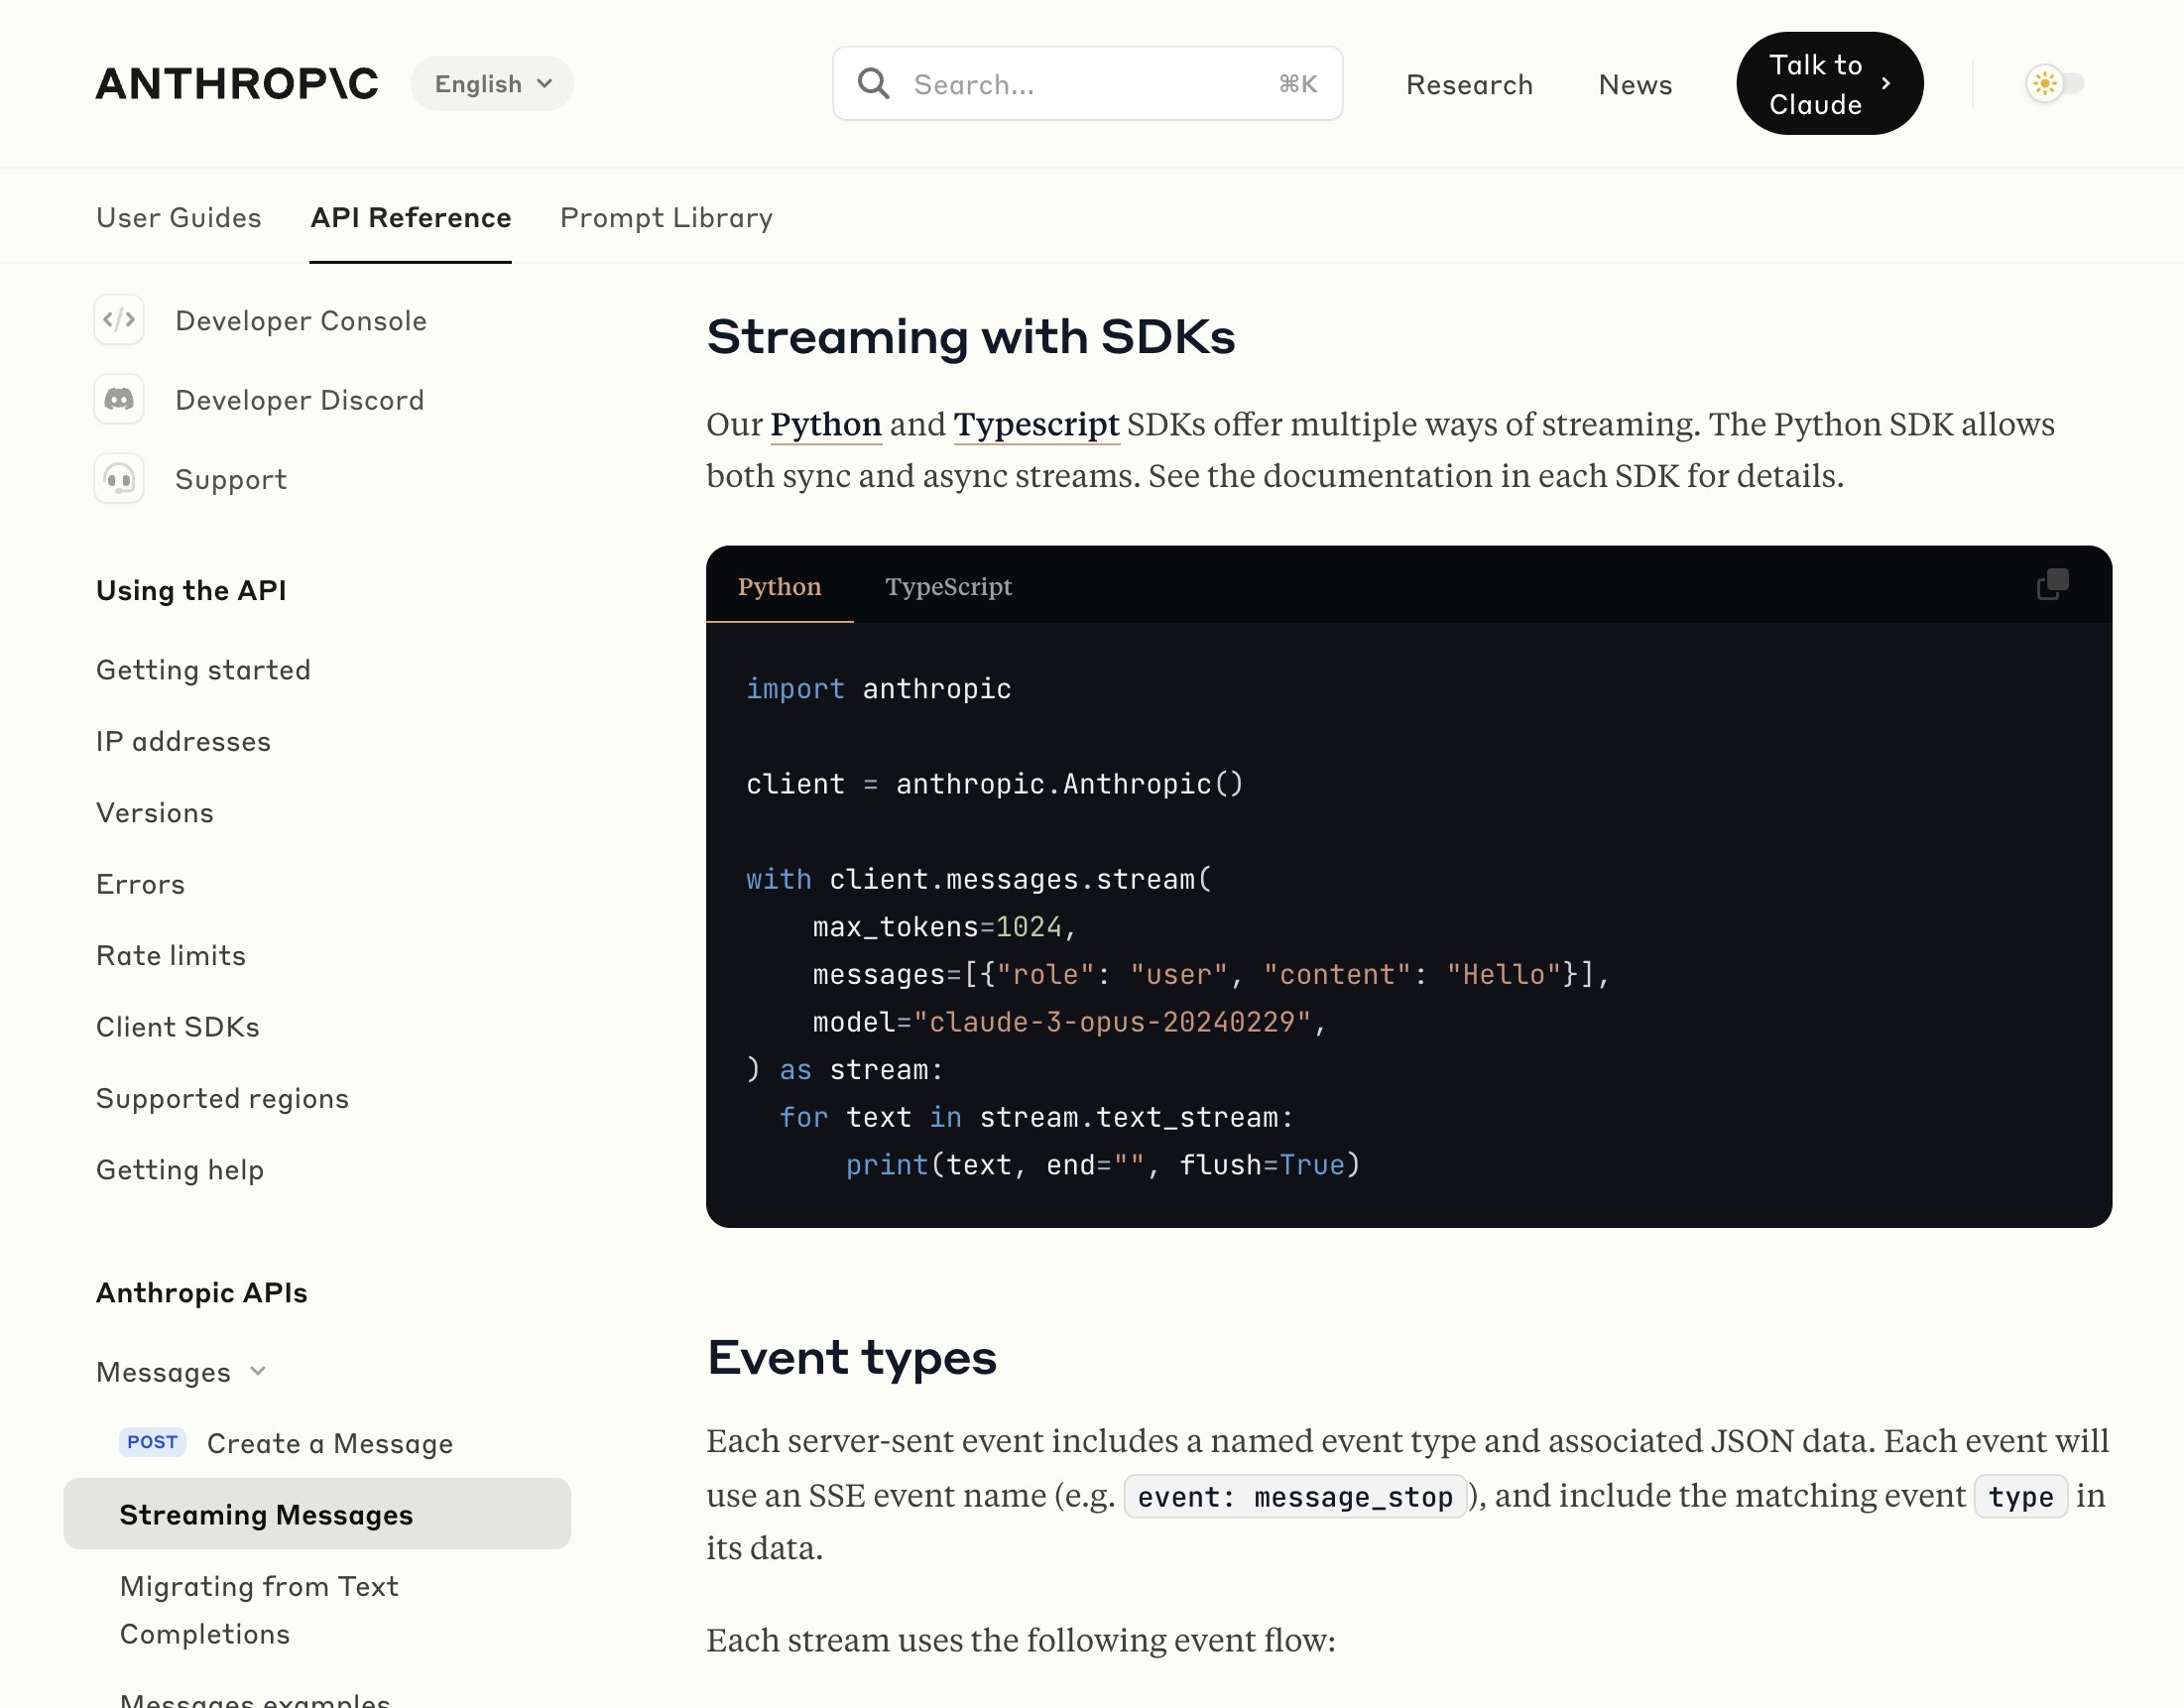 ANTHROP\C
English
Search...
⌘K
Research
News
Talk to
Claude
User Guides
API Reference
Prompt Library
Developer Console
Developer Discord
Support
Using the API
Getting started
IP addresses
Versions
Errors
Rate limits
Client SDKs
Supported regions
Getting help
Anthropic APIs
Messages
POST Create a Message
Streaming Messages
Migrating from Text
Completions
Messages examples
Streaming with SDKs
Our Python and Typescript SDKs offer multiple ways of streaming. The Python SDK allows
both sync and async streams. See the documentation in each SDK for details.
Python
TypeScript
import anthropic
client = anthropic.Anthropic()
with client.messages.stream(
    max_tokens=1024,
    messages=[{"role": "user", "content": "Hello"}],
    model="claude-3-opus-20240229",
) as stream:
  for text in stream.text_stream:
      print(text, end="", flush=True)
Event types
Each server-sent event includes a named event type and associated JSON data. Each event will
use an SSE event name (e.g. event: message_stop), and include the matching event type in
its data.
Each stream uses the following event flow: